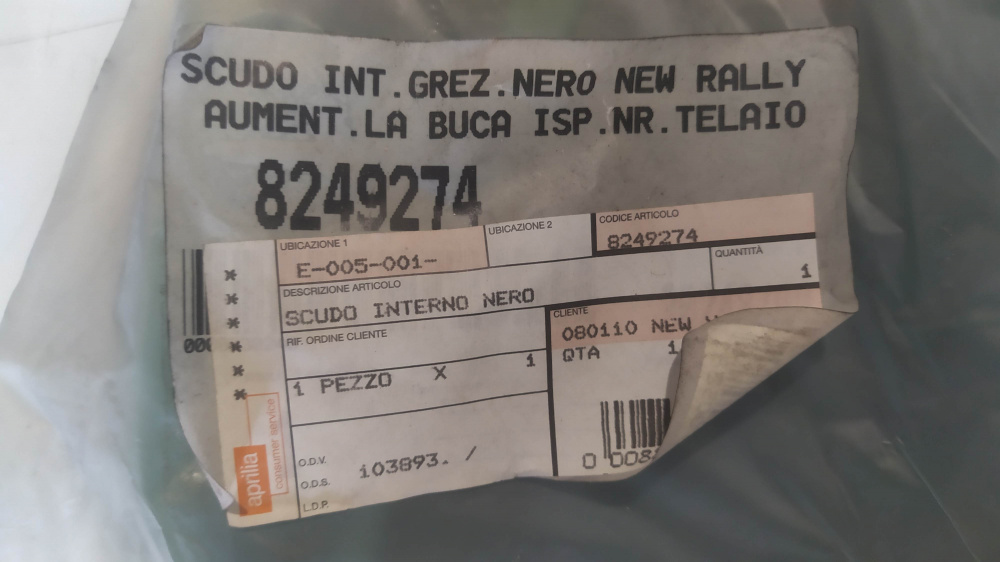 SCUDO INT.GREZ.NERO NEW RALLY
AUMENT.LA BUCA ISP.NR.TELAIO
8249274
UBICAZIONE 1
E-005-001-
UBICAZIONE 2
CODICE ARTICOLO
8249274
DESCRIZIONE ARTICOLO
SCUDO INTERNO NERO
QUANTITÀ
1
RIF. ORDINE CLIENTE
1 PEZZO X 1
CLIENTE
080110 NEW
QTA 1
O.D.V. 103893. /
O.D.S.
L.D.P.
* * * * * *
aprilia
consumer service